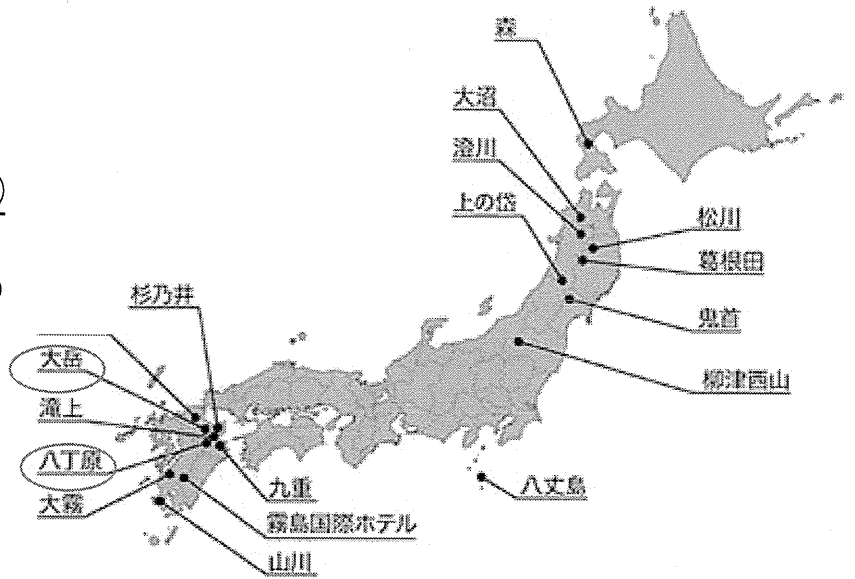 森
大沼
澄川
上の岱
松川
葛根田
鬼首
柳津西山
杉乃井
大岳
滝上
八丁原
大霧
九重
霧島国際ホテル
山川
八丈島